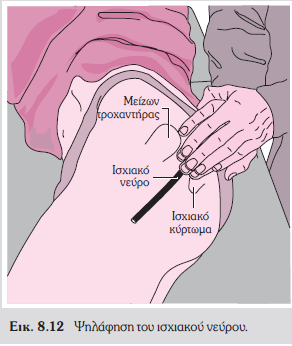 Μείζων
τροχαντήρας
Ισχιακό
νεύρο
Ισχιακό
κύρτωμα
Εικ. 8.12 Ψηλάφηση του ισχιακού νεύρου.